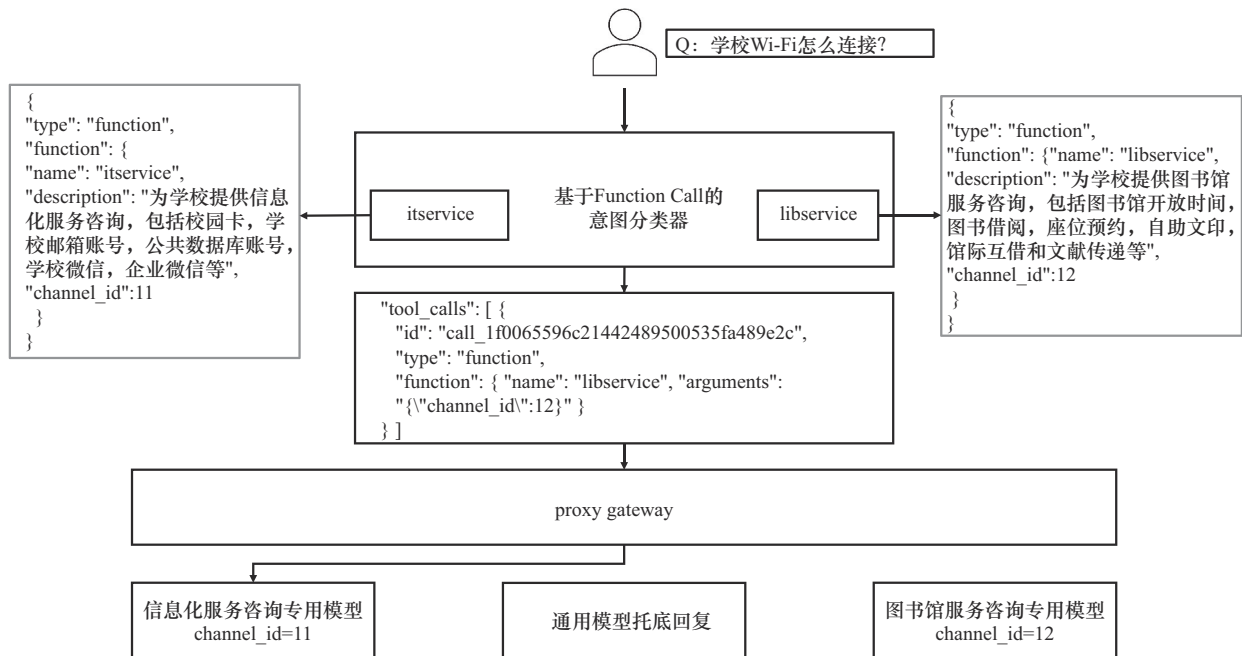 Q：学校Wi-Fi怎么连接？
{
"type": "function",
"function": {
"name": "itservice",
"description": "为学校提供信息
化服务咨询，包括校园卡，学
校邮箱账号，公共数据库账号，
学校微信，企业微信等",
"channel_id":11
}
}
itservice
基于Function Call的
意图分类器
libservice
{
"type": "function",
"function": {"name": "libservice",
"description": "为学校提供图书馆
服务咨询，包括图书馆开放时间，
图书借阅，座位预约，自助文印，
馆际互借和文献传递等",
"channel_id":12
}
}
"tool_calls": [ {
"id": "call_1f0065596c21442489500535fa489e2c",
"type": "function",
"function": { "name": "libservice", "arguments":
"{\"channel_id\":12}" }
} ]
proxy gateway
信息化服务咨询专用模型
channel_id=11
通用模型托底回复
图书馆服务咨询专用模型
channel_id=12